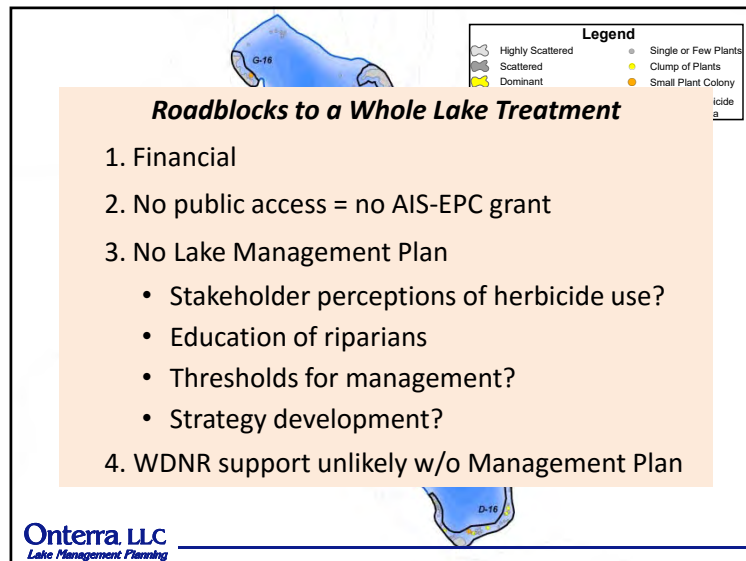 Legend
Highly Scattered
Scattered
Dominant
Single or Few Plants
Clump of Plants
Small Plant Colony
icide
a
G-16
Roadblocks to a Whole Lake Treatment
1. Financial
2. No public access = no AIS-EPC grant
3. No Lake Management Plan
• Stakeholder perceptions of herbicide use?
• Education of riparians
• Thresholds for management?
• Strategy development?
4. WDNR support unlikely w/o Management Plan
D-16
Onterra, LLC
Lake Management Planning